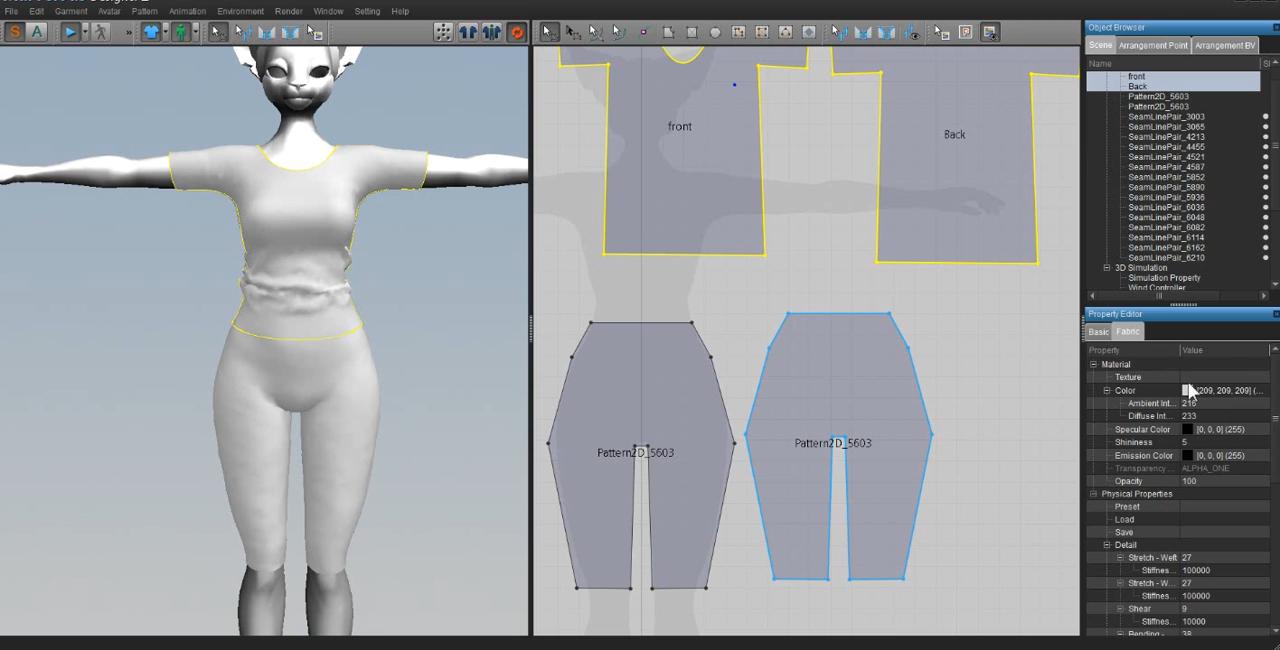 File Edit Garment Avatar Pattern Animation Environment Render Window Setting Help
S A »
front
Back
Pattern2D_5603
Pattern2D_5603
Object Browser
Scene Arrangement Point Arrangement BV
Name
front
Back
Pattern2D_5603
Pattern2D_5603
SeamLinePair_3003
SeamLinePair_3065
SeamLinePair_4213
SeamLinePair_4455
SeamLinePair_4521
SeamLinePair_4587
SeamLinePair_5852
SeamLinePair_5890
SeamLinePair_5936
SeamLinePair_6036
SeamLinePair_6048
SeamLinePair_6082
SeamLinePair_6114
SeamLinePair_6162
SeamLinePair_6210
3D Simulation
Simulation Property
Wind Controller
Property Editor
Basic Fabric
Property Value
Material
Texture
Color [209, 209, 209] (...
Ambient Int... 216
Diffuse Int... 233
Specular Color [0, 0, 0] (255)
Shininess 5
Emission Color [0, 0, 0] (255)
Transparency ... ALPHA_ONE
Opacity 100
Physical Properties
Preset
Load
Save
Detail
Stretch - Weft 27
Stiffnes... 100000
Stretch - W... 27
Stiffnes... 100000
Shear 9
Stiffnes... 10000
Bending - 38